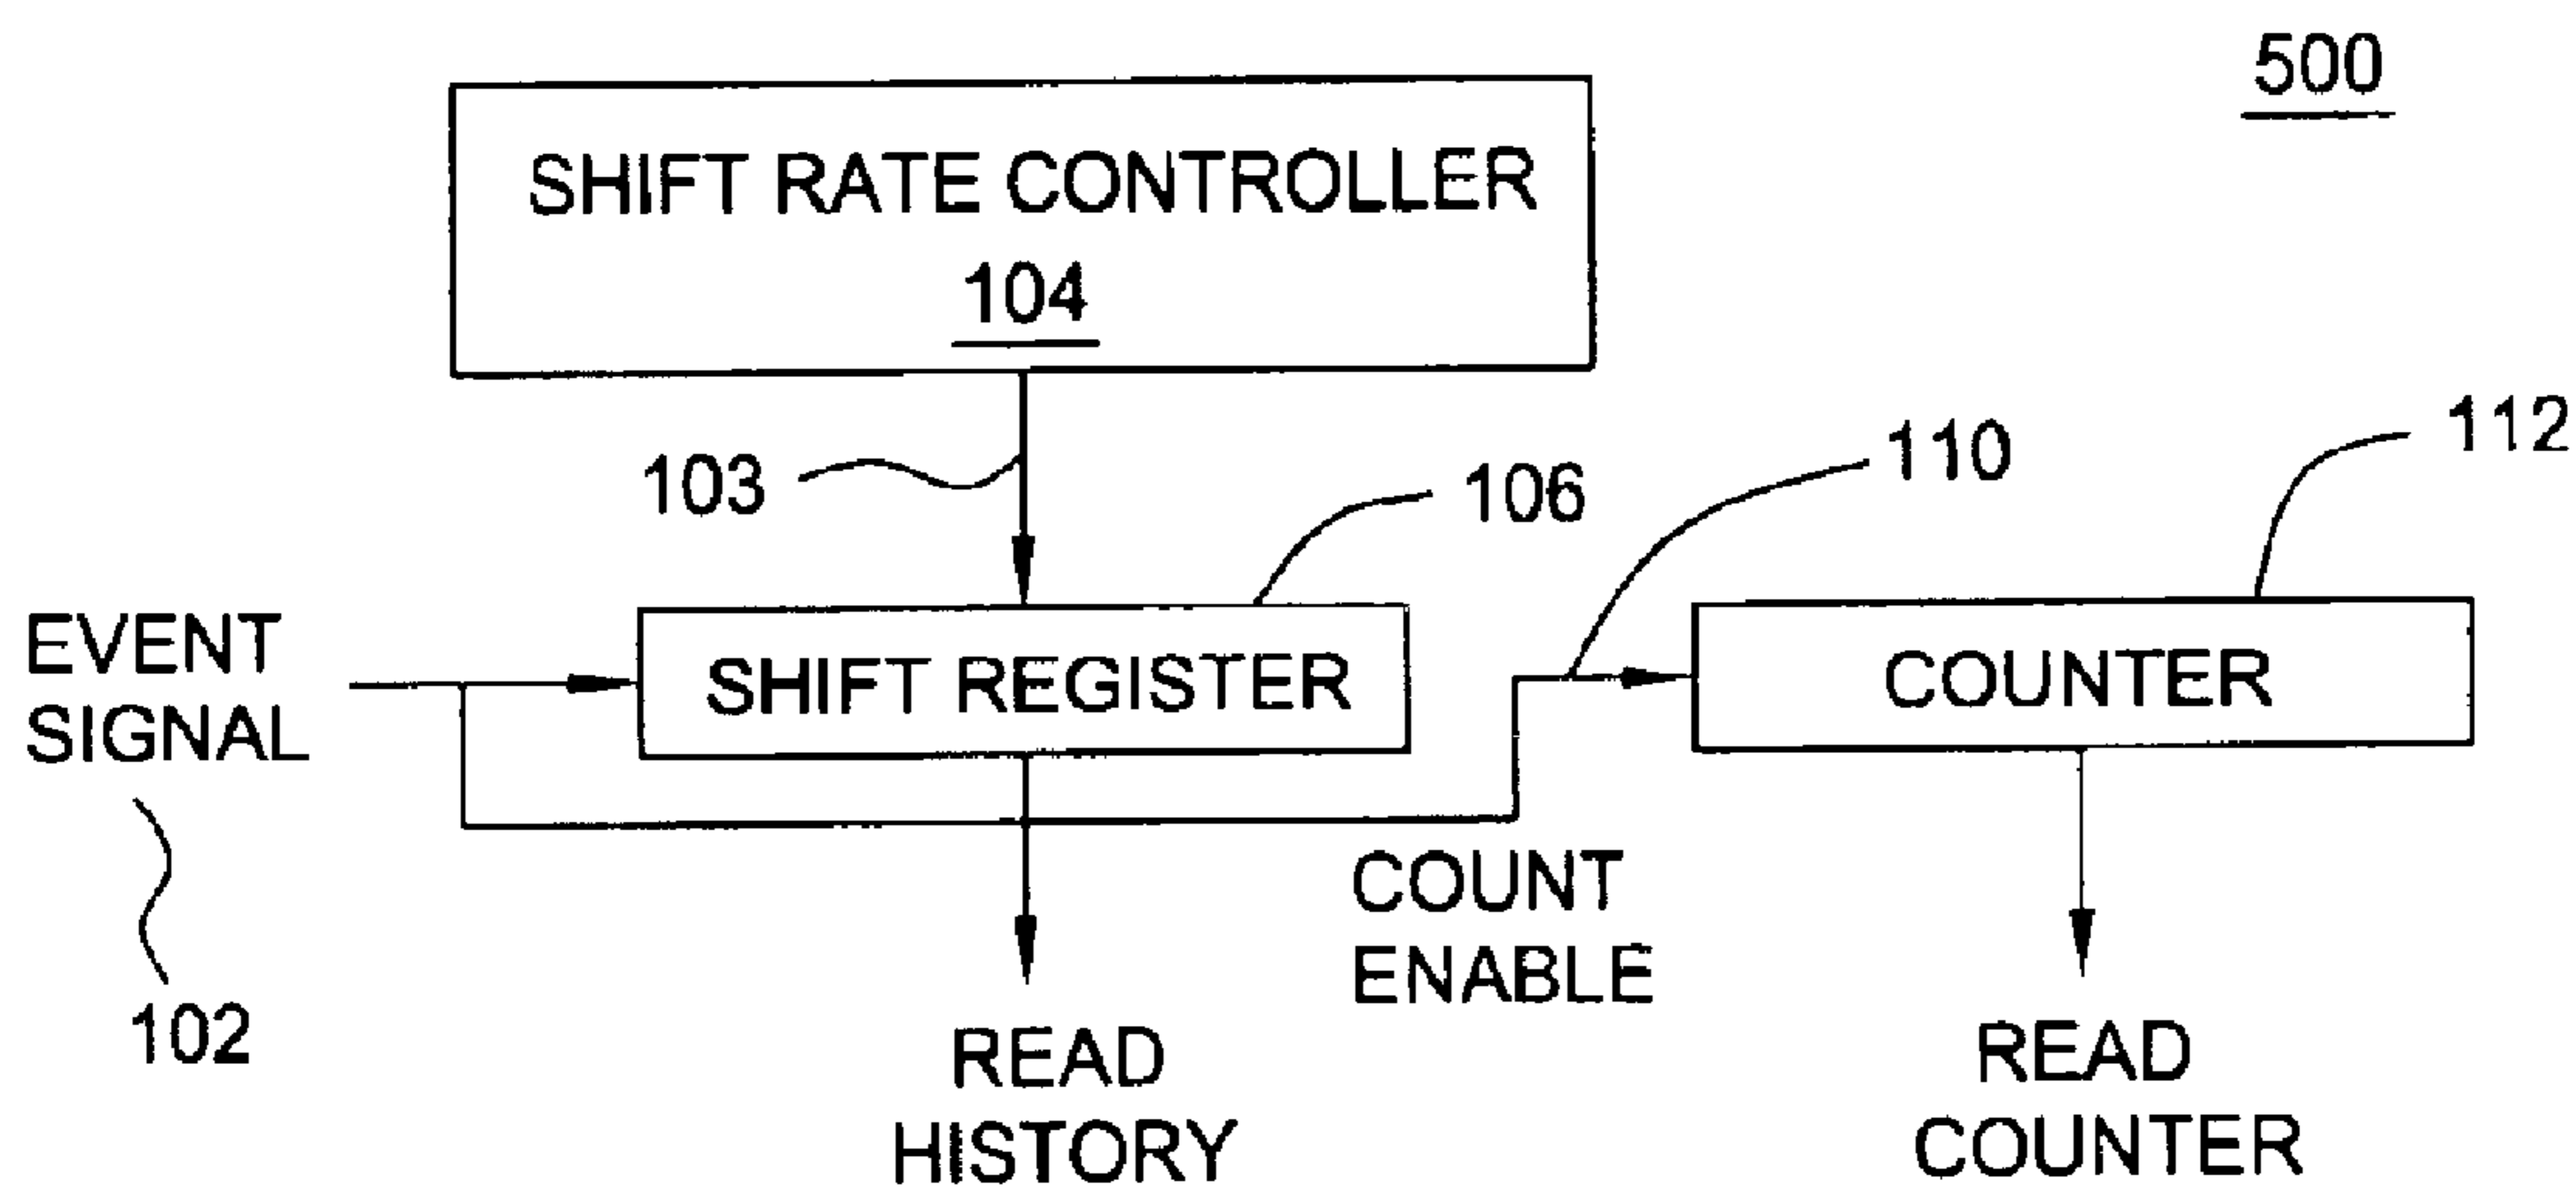 500
SHIFT RATE CONTROLLER
104
103
106
110
112
EVENT
SIGNAL
SHIFT REGISTER
COUNTER
102
COUNT
ENABLE
READ
HISTORY
READ
COUNTER